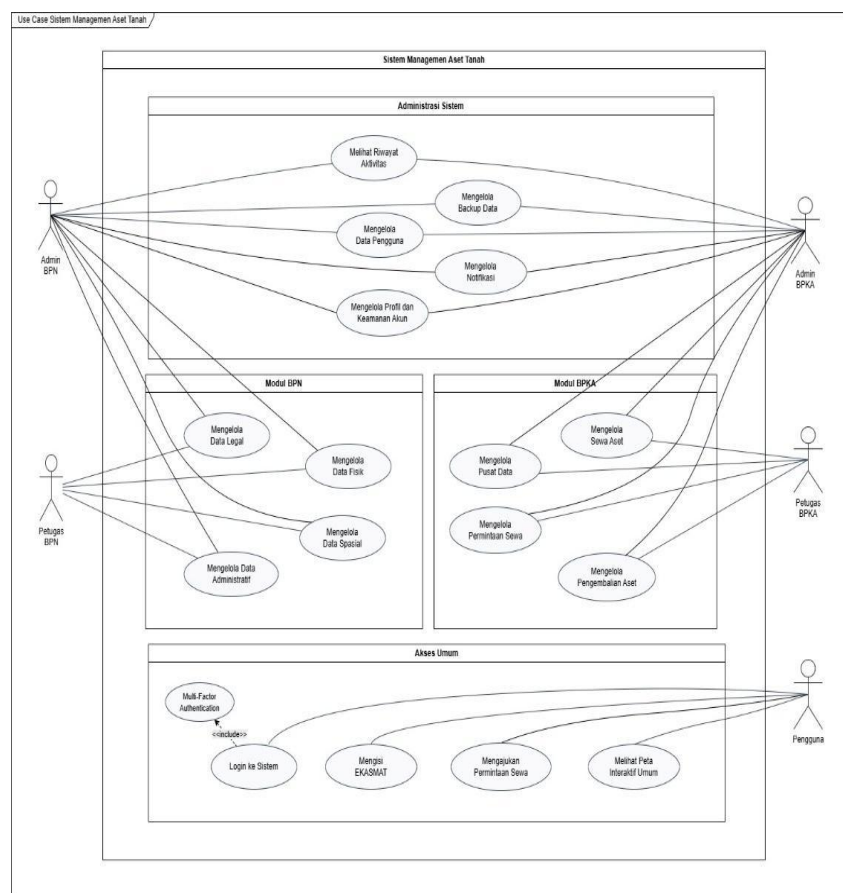 Use Case Sistem Managemen Aset Tanah
Sistem Managemen Aset Tanah
Administrasi Sistem
Melihat Riwayat
Aktivitas
Mengelola
Backup Data
Mengelola
Data Pengguna
Mengelola
Notifikasi
Mengelola Profil dan
Keamanan Akun
Admin
BPN
Admin
BPKA
Modul BPN
Mengelola
Data Legal
Mengelola
Data Fisik
Mengelola
Data Spasial
Mengelola Data
Administratif
Petugas
BPN
Modul BPKA
Mengelola
Sewa Aset
Mengelola
Pusat Data
Mengelola
Permintaan Sewa
Mengelola
Pengembalian Aset
Petugas
BPKA
Akses Umum
Multi-Factor
Authentication
<<include>>
Login ke Sistem
Mengisi
EKASMAT
Mengajukan
Permintaan Sewa
Melihat Peta
Interaktif Umum
Pengguna